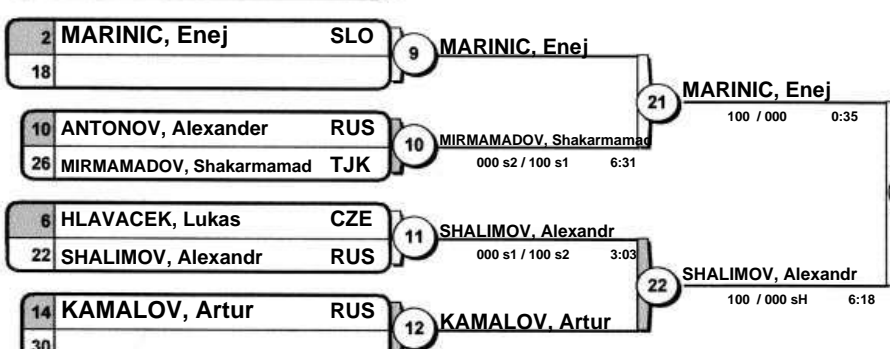 2 MARINIC, Enej SLO
18
9
MARINIC, Enej
10 ANTONOV, Alexander RUS
26 MIRMAMADOV, Shakarmamad TJK
10
MIRMAMADOV, Shakarmamad
000 s2 / 100 s1 6:31
21
MARINIC, Enej
100 / 000 0:35
6 HLAVACEK, Lukas CZE
22 SHALIMOV, Alexandr RUS
11
SHALIMOV, Alexandr
000 s1 / 100 s2 3:03
14 KAMALOV, Artur RUS
30
12
KAMALOV, Artur
22
SHALIMOV, Alexandr
100 / 000 sH 6:18